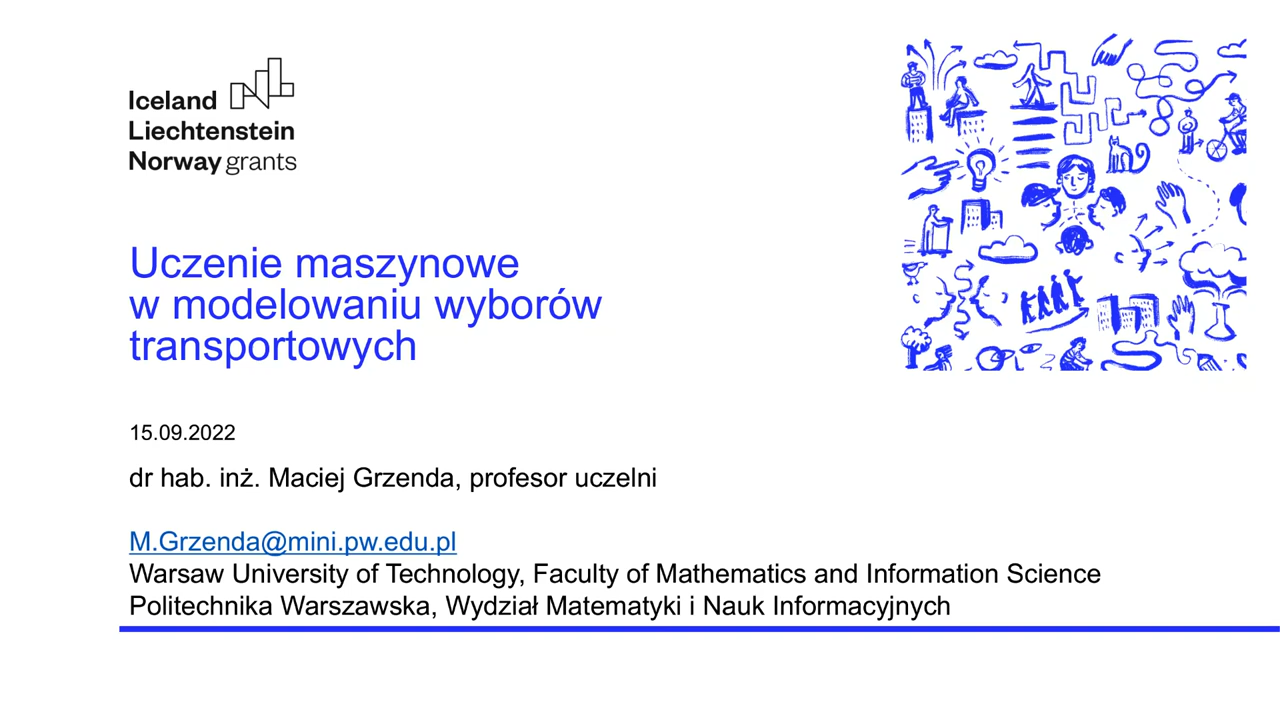 Iceland
Liechtenstein
Norway grants
Uczenie maszynowe
w modelowaniu wyborów
transportowych
15.09.2022
dr hab. inż. Maciej Grzenda, profesor uczelni
M.Grzenda@mini.pw.edu.pl
Warsaw University of Technology, Faculty of Mathematics and Information Science
Politechnika Warszawska, Wydział Matematyki i Nauk Informacyjnych